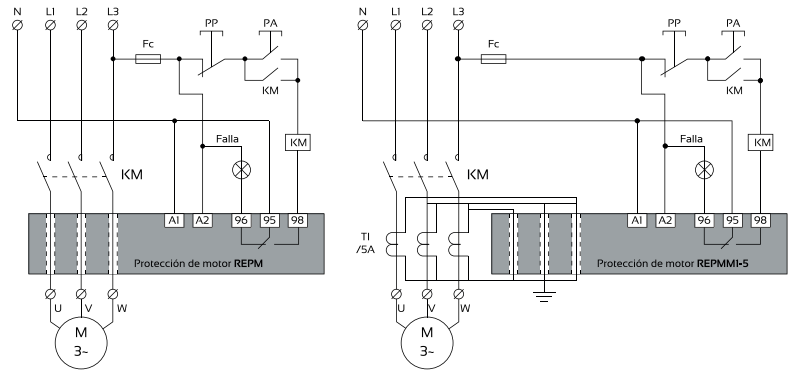 N L1 L2 L3
Fc
PP PA
KM
Falla
KM
KM
A1 A2 96 95 98
Protección de motor REPM
U V W
M
3~
N L1 L2 L3
Fc
PP PA
KM
Falla
KM
KM
TI
/5A
A1 A2 96 95 98
Protección de motor REPMM1-5
U V W
M
3~